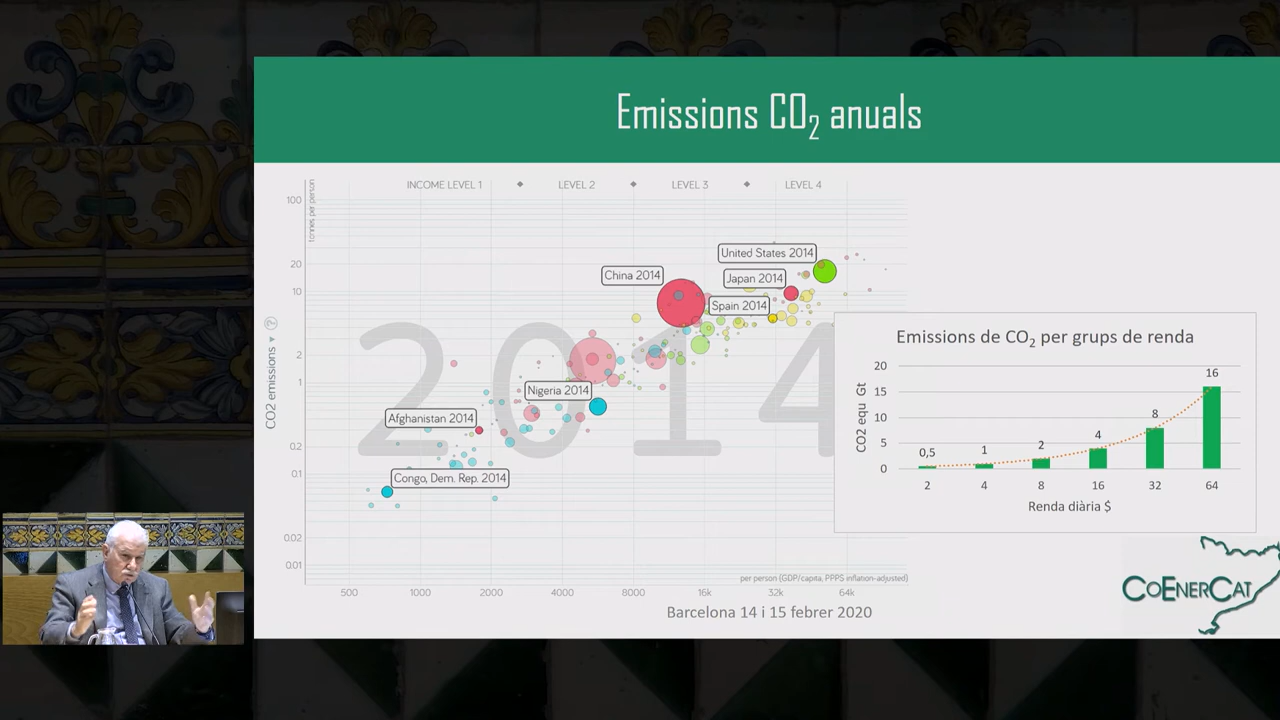 Emissions CO₂ anuals
INCOME LEVEL 1 ◆ LEVEL 2 ◆ LEVEL 3 ◆ LEVEL 4
tonnes per person
CO2 emissions ▼ ?
100
20
10
2
1
0.2
0.1
0.02
0.01
2014
United States 2014
China 2014
Japan 2014
Spain 2014
Nigeria 2014
Afghanistan 2014
Congo, Dem. Rep. 2014
per person (GDP/capita, PPP$ inflation-adjusted)
500 1000 2000 4000 8000 16k 32k 64k
Emissions de CO₂ per grups de renda
CO2 equ Gt
20
15
10
5
0
0,5 1 2 4 8 16
2 4 8 16 32 64
Renda diària $
COENERCAT
Barcelona 14 i 15 febrer 2020